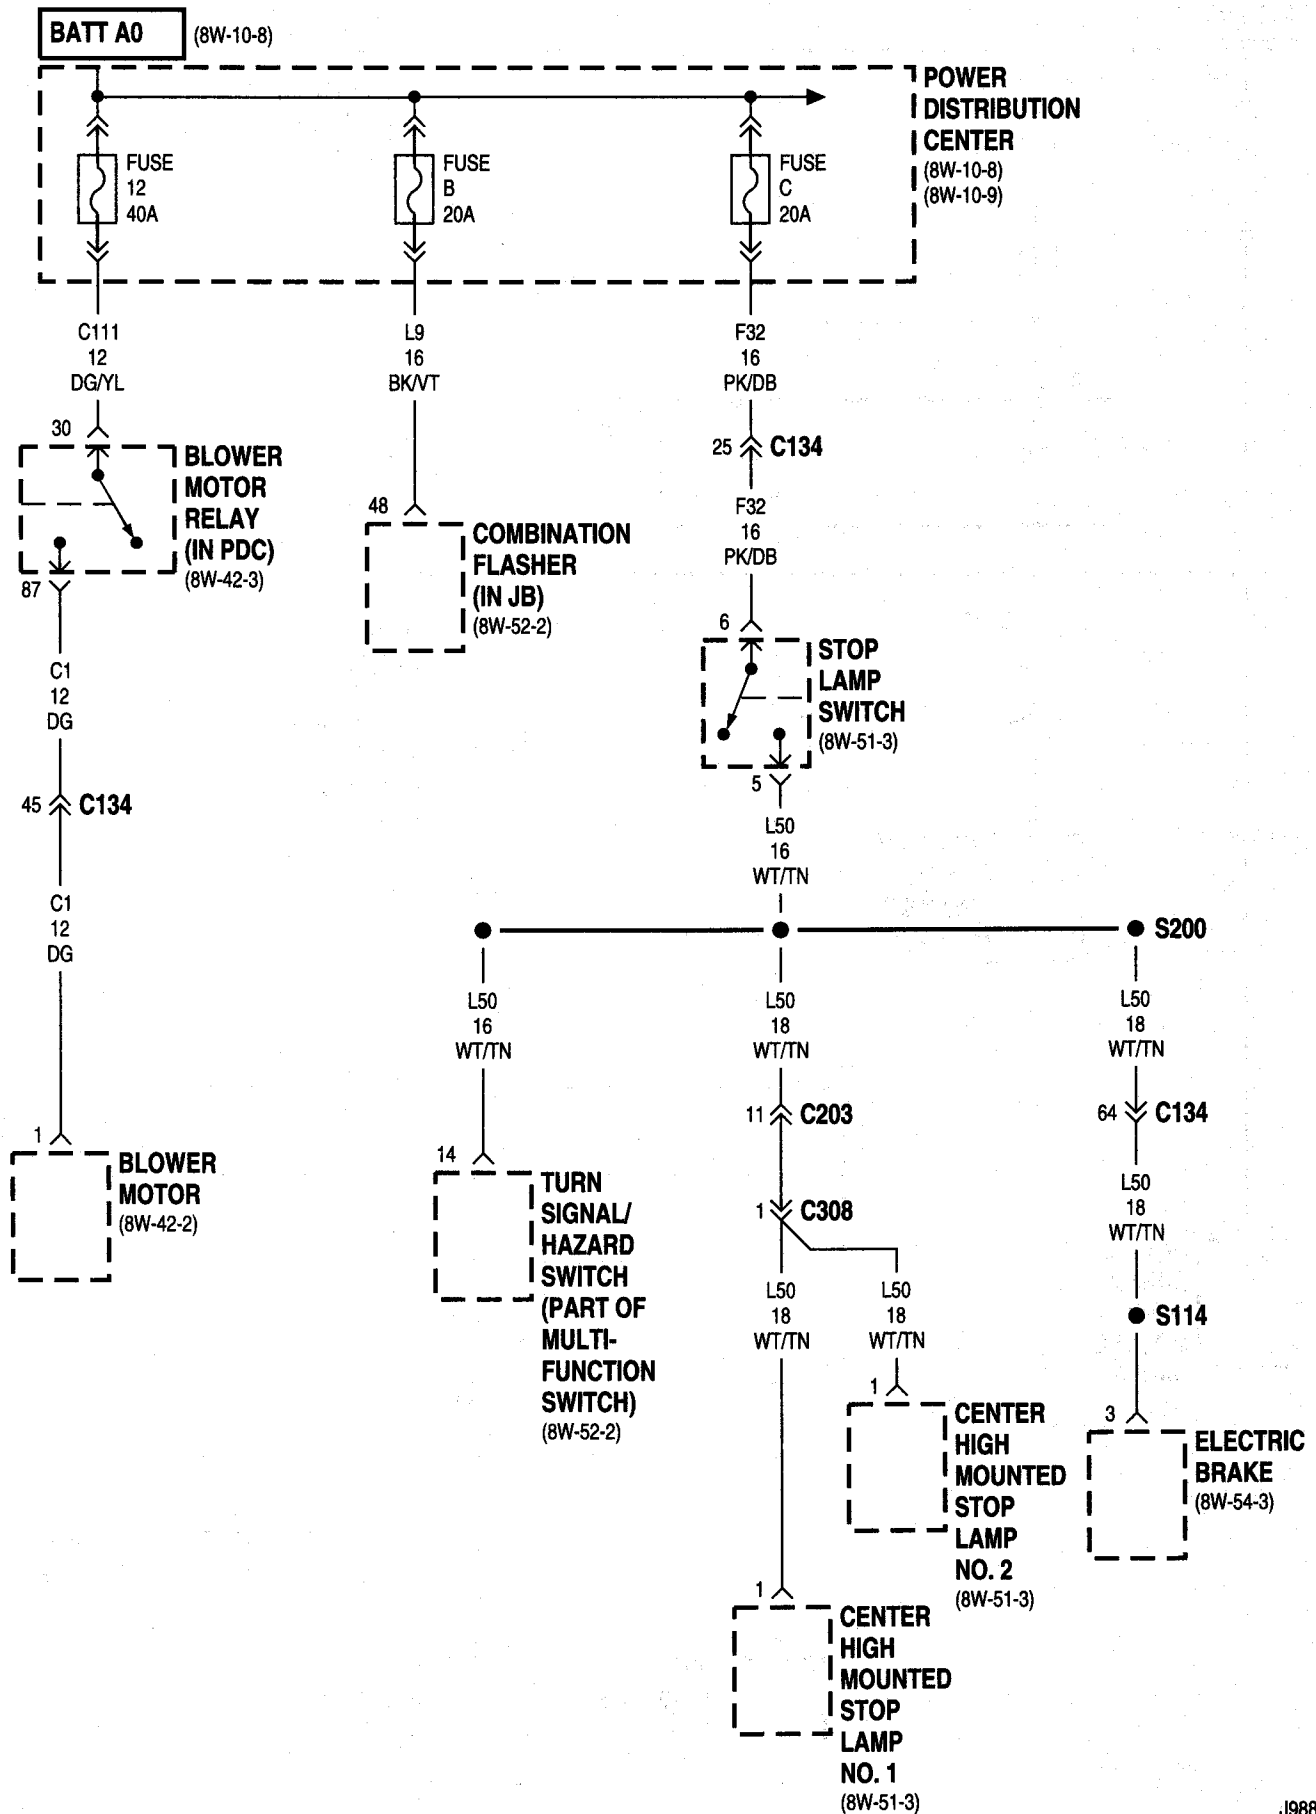 BATT A0 (8W-10-8)
POWER
DISTRIBUTION
CENTER
(8W-10-8)
(8W-10-9)
FUSE
12
40A
FUSE
B
20A
FUSE
C
20A
C111
12
DG/YL
L9
16
BK/VT
F32
16
PK/DB
30
BLOWER
MOTOR
RELAY
(IN PDC)
(8W-42-3)
87
25 C134
F32
16
PK/DB
48
COMBINATION
FLASHER
(IN JB)
(8W-52-2)
6
STOP
LAMP
SWITCH
(8W-51-3)
5
C1
12
DG
45 C134
C1
12
DG
L50
16
WT/TN
S200
L50
16
WT/TN
L50
18
WT/TN
L50
18
WT/TN
11 C203
64 C134
1
BLOWER
MOTOR
(8W-42-2)
14
TURN
SIGNAL/
HAZARD
SWITCH
(PART OF
MULTI-
FUNCTION
SWITCH)
(8W-52-2)
1 C308
L50
18
WT/TN
L50
18
WT/TN
L50
18
WT/TN
S114
1
CENTER
HIGH
MOUNTED
STOP
LAMP
NO. 2
(8W-51-3)
3
ELECTRIC
BRAKE
(8W-54-3)
1
CENTER
HIGH
MOUNTED
STOP
LAMP
NO. 1
(8W-51-3)
J988